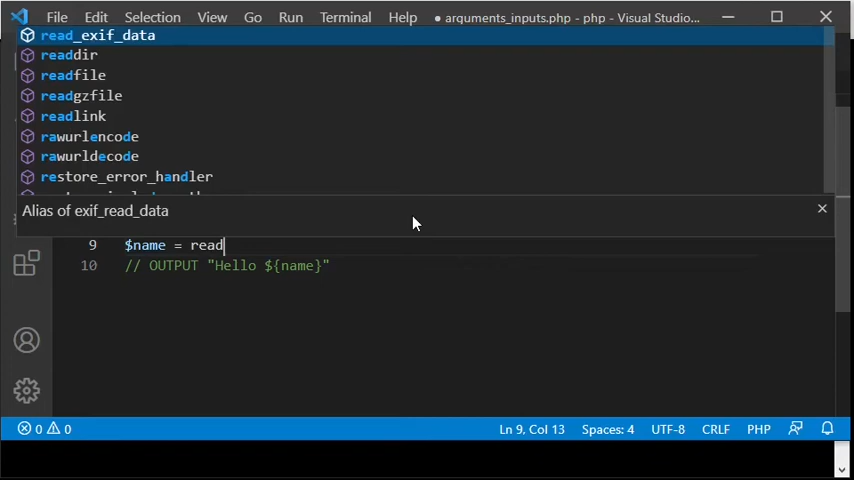 File Edit Selection View Go Run Terminal Help ● arquments_inputs.php - php - Visual Studio...
read_exif_data
readdir
readfile
readgzfile
readlink
rawurlencode
rawurldecode
restore_error_handler
Alias of exif_read_data
9 $name = read
10 // OUTPUT "Hello ${name}"
0 0 Ln 9, Col 13 Spaces: 4 UTF-8 CRLF PHP